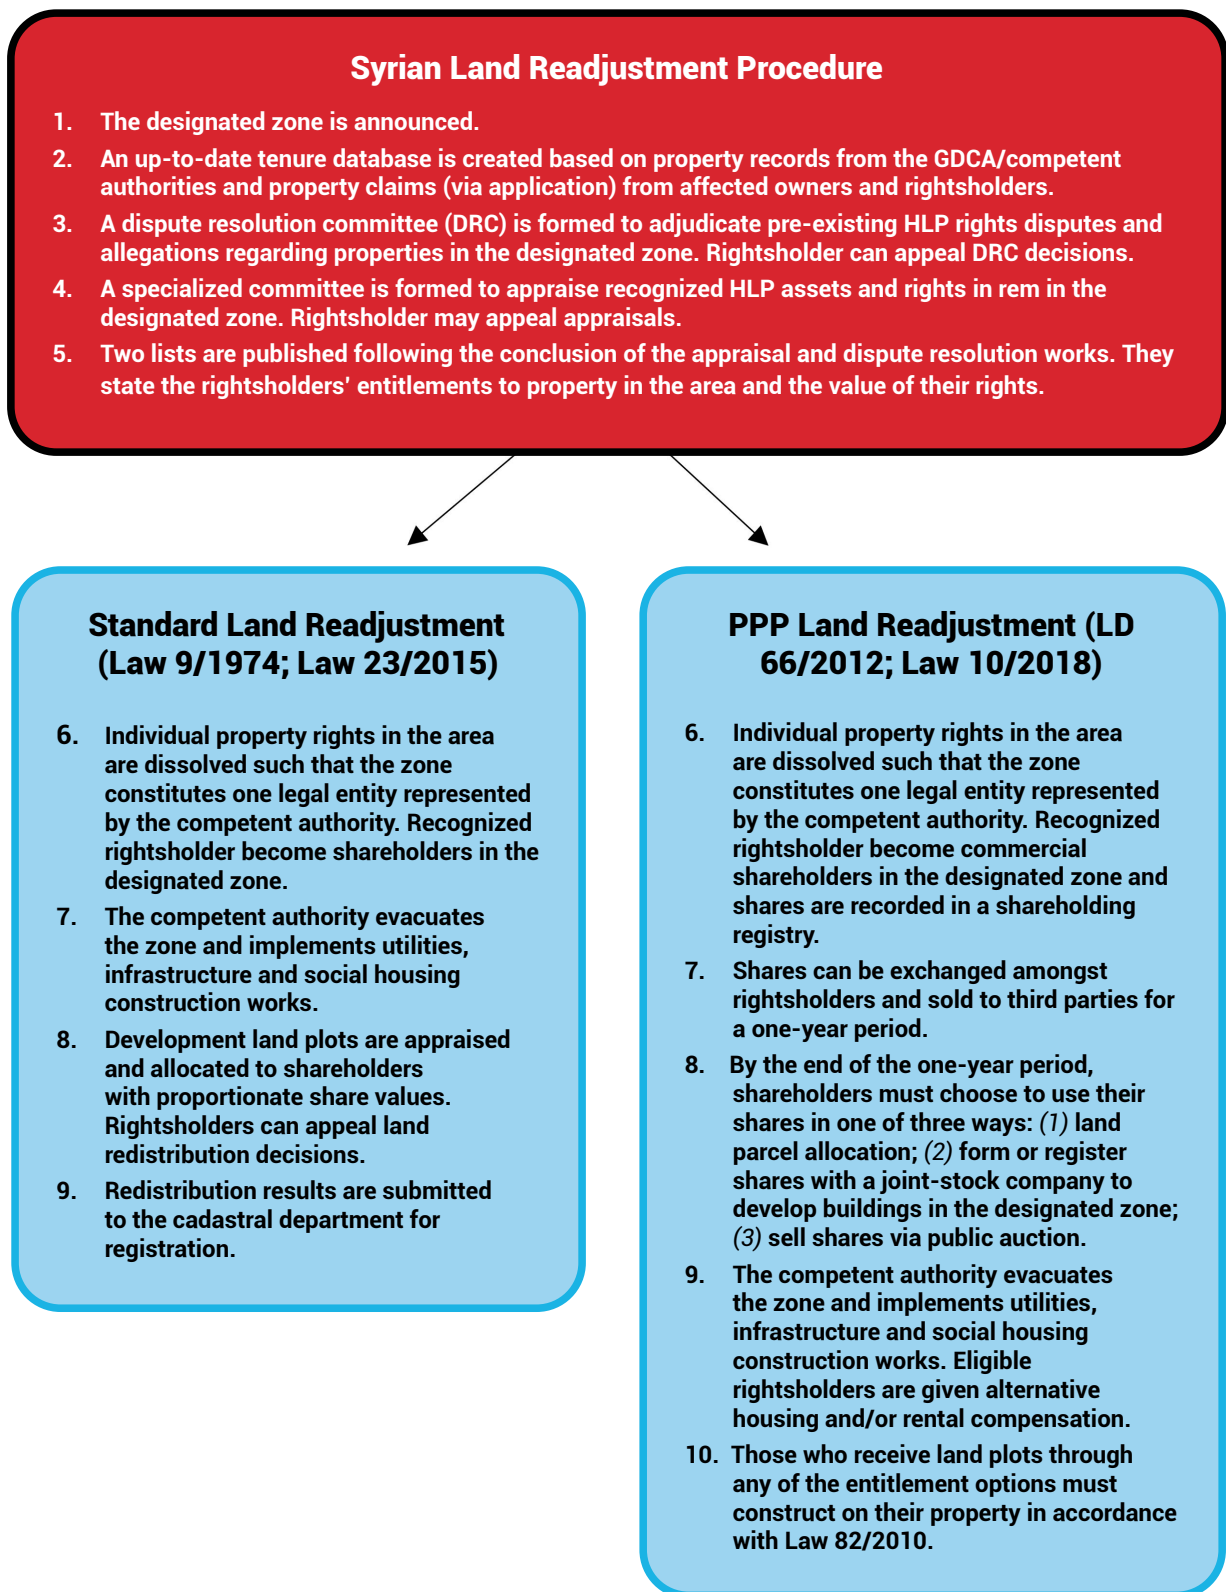 Syrian Land Readjustment Procedure
1. The designated zone is announced.
2. An up-to-date tenure database is created based on property records from the GDCA/competent
authorities and property claims (via application) from affected owners and rightsholders.
3. A dispute resolution committee (DRC) is formed to adjudicate pre-existing HLP rights disputes and
allegations regarding properties in the designated zone. Rightsholder can appeal DRC decisions.
4. A specialized committee is formed to appraise recognized HLP assets and rights in rem in the
designated zone. Rightsholder may appeal appraisals.
5. Two lists are published following the conclusion of the appraisal and dispute resolution works. They
state the rightsholders’ entitlements to property in the area and the value of their rights.
Standard Land Readjustment
(Law 9/1974; Law 23/2015)
6. Individual property rights in the area
are dissolved such that the zone
constitutes one legal entity represented
by the competent authority. Recognized
rightsholder become shareholders in the
designated zone.
7. The competent authority evacuates
the zone and implements utilities,
infrastructure and social housing
construction works.
8. Development land plots are appraised
and allocated to shareholders
with proportionate share values.
Rightsholders can appeal land
redistribution decisions.
9. Redistribution results are submitted
to the cadastral department for
registration.
PPP Land Readjustment (LD
66/2012; Law 10/2018)
6. Individual property rights in the area
are dissolved such that the zone
constitutes one legal entity represented
by the competent authority. Recognized
rightsholder become commercial
shareholders in the designated zone and
shares are recorded in a shareholding
registry.
7. Shares can be exchanged amongst
rightsholders and sold to third parties for
a one-year period.
8. By the end of the one-year period,
shareholders must choose to use their
shares in one of three ways: (1) land
parcel allocation; (2) form or register
shares with a joint-stock company to
develop buildings in the designated zone;
(3) sell shares via public auction.
9. The competent authority evacuates
the zone and implements utilities,
infrastructure and social housing
construction works. Eligible
rightsholders are given alternative
housing and/or rental compensation.
10. Those who receive land plots through
any of the entitlement options must
construct on their property in accordance
with Law 82/2010.